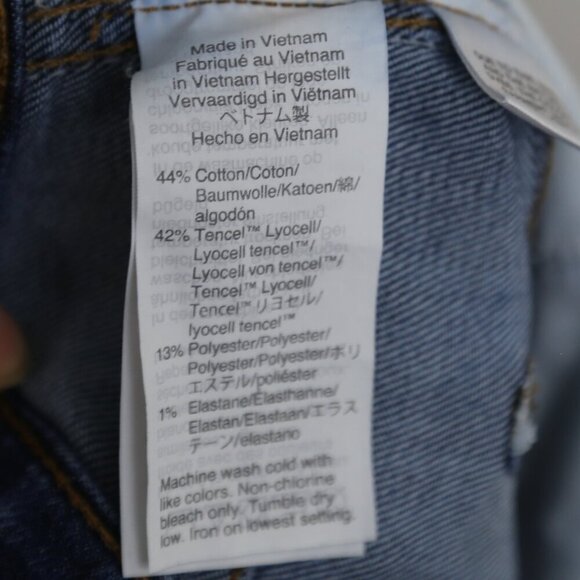 Made in Vietnam
Fabriqué au Vietnam
in Vietnam Hergestellt
Vervaardigd in Viëtnam
ベトナム製
Hecho en Vietnam
44% Cotton/Coton/
Baumwolle/Katoen/綿/
algodón
42% Tencel™ Lyocell/
Lyocell tencel™/
Lyocell von tencel™/
Tencel™ Lyocell/
Tencel™ リヨセル/
lyocell tencel™
13% Polyester/Polyester/
Polyester/Polyester/ポリ
エステル/poliéster
1% Elastane/Elasthanne/
Elastan/Elastaan/エラス
テーン/elastano
Machine wash cold with
like colors. Non-chlorine
bleach only. Tumble dry
low. Iron on lowest setting.